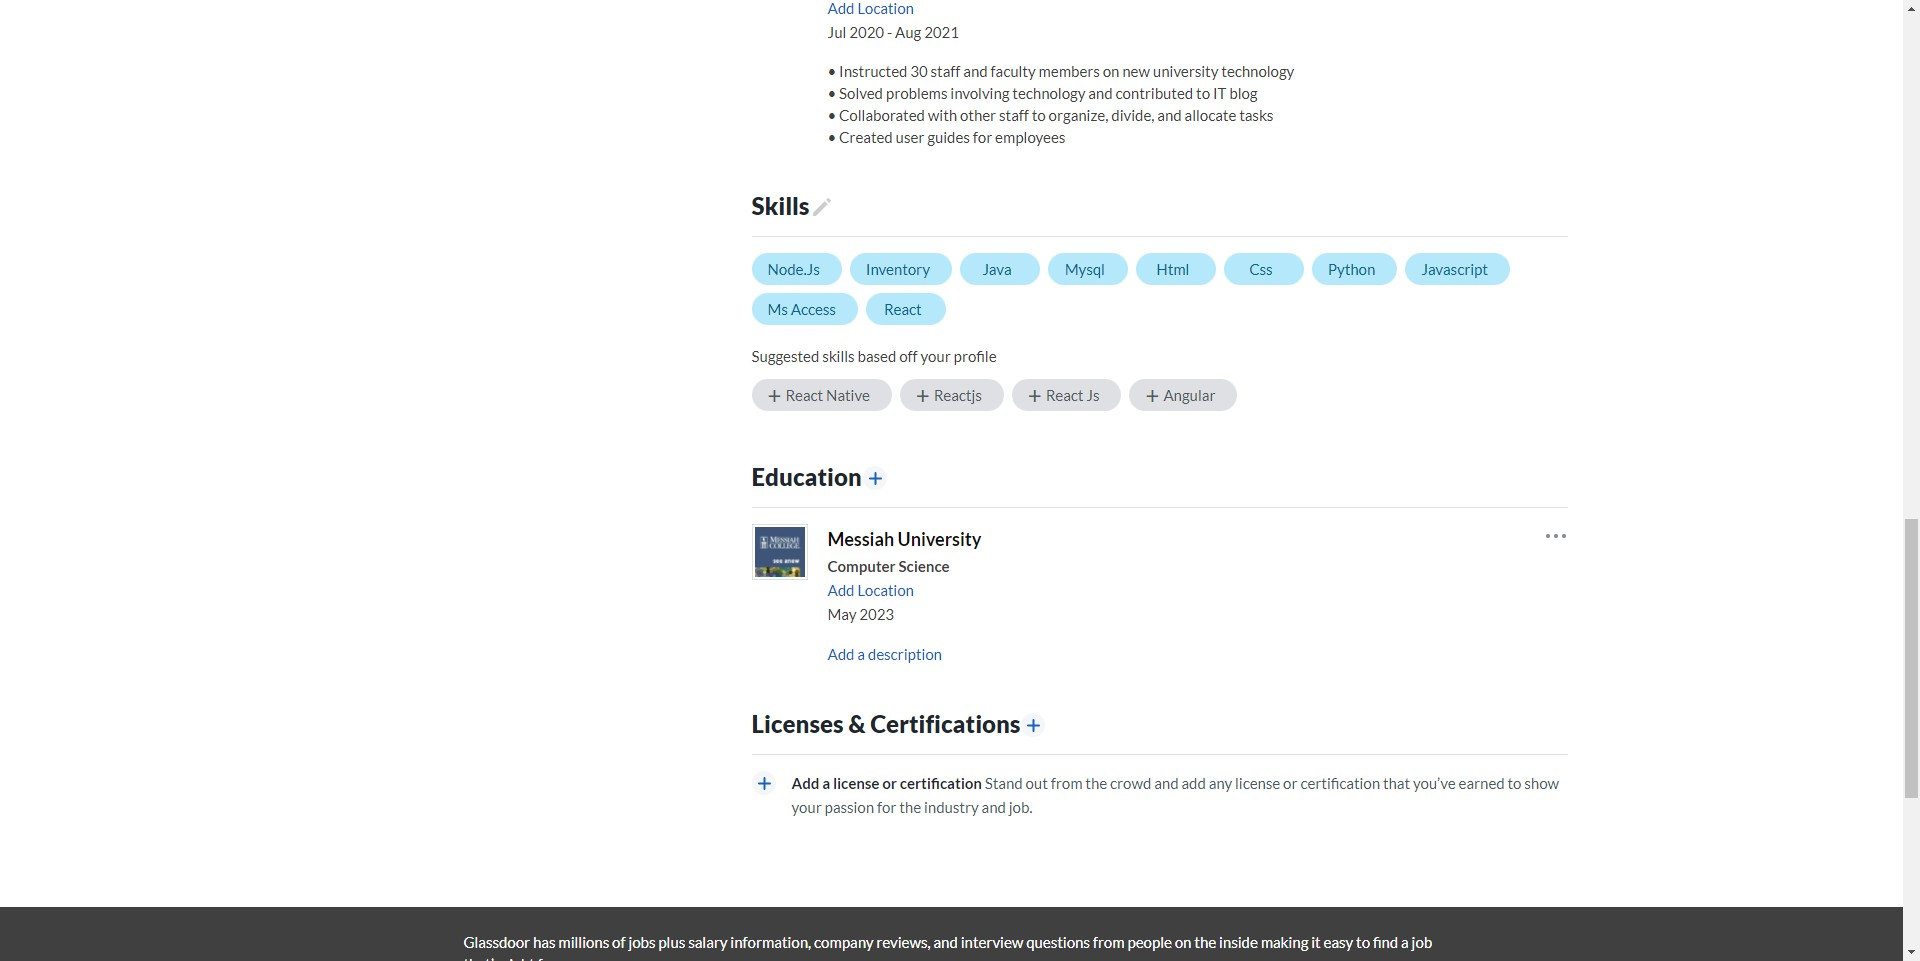 Add Location
Jul 2020 - Aug 2021
• Instructed 30 staff and faculty members on new university technology
• Solved problems involving technology and contributed to IT blog
• Collaborated with other staff to organize, divide, and allocate tasks
• Created user guides for employees
Skills
Node.Js Inventory Java Mysql Html Css Python Javascript
Ms Access React
Suggested skills based off your profile
+ React Native + Reactjs + React Js + Angular
Education +
MESSIAH
COLLEGE
Messiah University
Computer Science
Add Location
May 2023
Add a description
Licenses & Certifications +
+ Add a license or certification Stand out from the crowd and add any license or certification that you’ve earned to show
your passion for the industry and job.
Glassdoor has millions of jobs plus salary information, company reviews, and interview questions from people on the inside making it easy to find a job